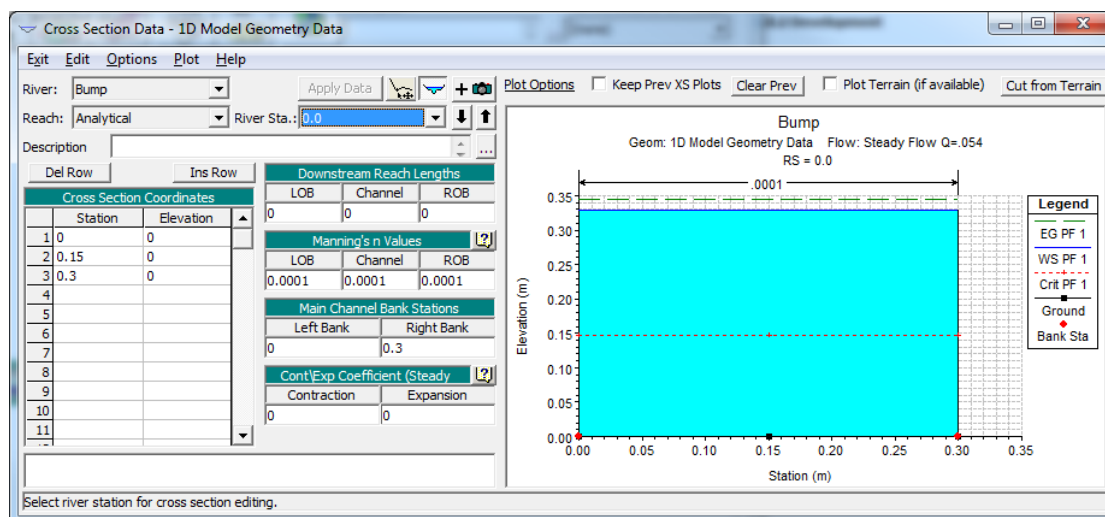 Cross Section Data - 1D Model Geometry Data
Exit Edit Options Plot Help
River: Bump
Apply Data
Plot Options Keep Prev XS Plots Clear Prev Plot Terrain (if available) Cut from Terrain
Reach: Analytical River Sta.: 0.0
Description ...
Del Row Ins Row
Cross Section Coordinates
Station Elevation
1 0 0
2 0.15 0
3 0.3 0
4
5
6
7
8
9
10
11
Downstream Reach Lengths
LOB Channel ROB
0 0 0
Manning's n Values
LOB Channel ROB
0.0001 0.0001 0.0001
Main Channel Bank Stations
Left Bank Right Bank
0 0.3
Cont\Exp Coefficient (Steady
Contraction Expansion
0 0
Bump
Geom: 1D Model Geometry Data Flow: Steady Flow Q=.054
RS = 0.0
.0001
0.35
0.30
0.25
0.20
0.15
0.10
0.05
0.00
Elevation (m)
0.00 0.05 0.10 0.15 0.20 0.25 0.30 0.35
Station (m)
Legend
EG PF 1
WS PF 1
Crit PF 1
Ground
Bank Sta
Select river station for cross section editing.